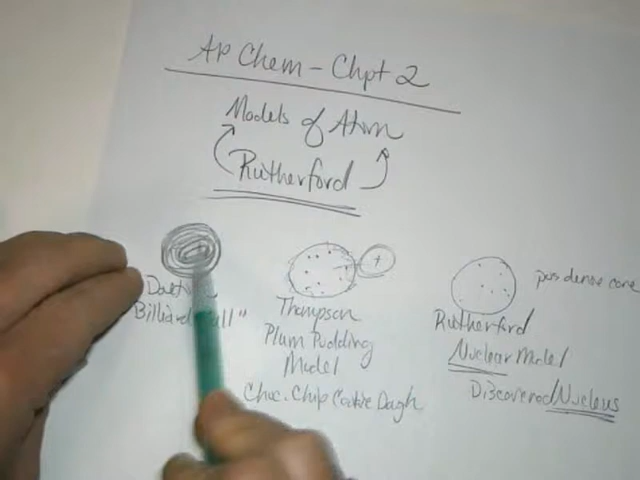 AP Chem - Chpt 2
Models of Atom
Rutherford
+
pos dense core
Thompson
Plum Pudding
Model
Choc. Chip Cookie Dough
Rutherford
Nuclear Model
Discovered Nucleus